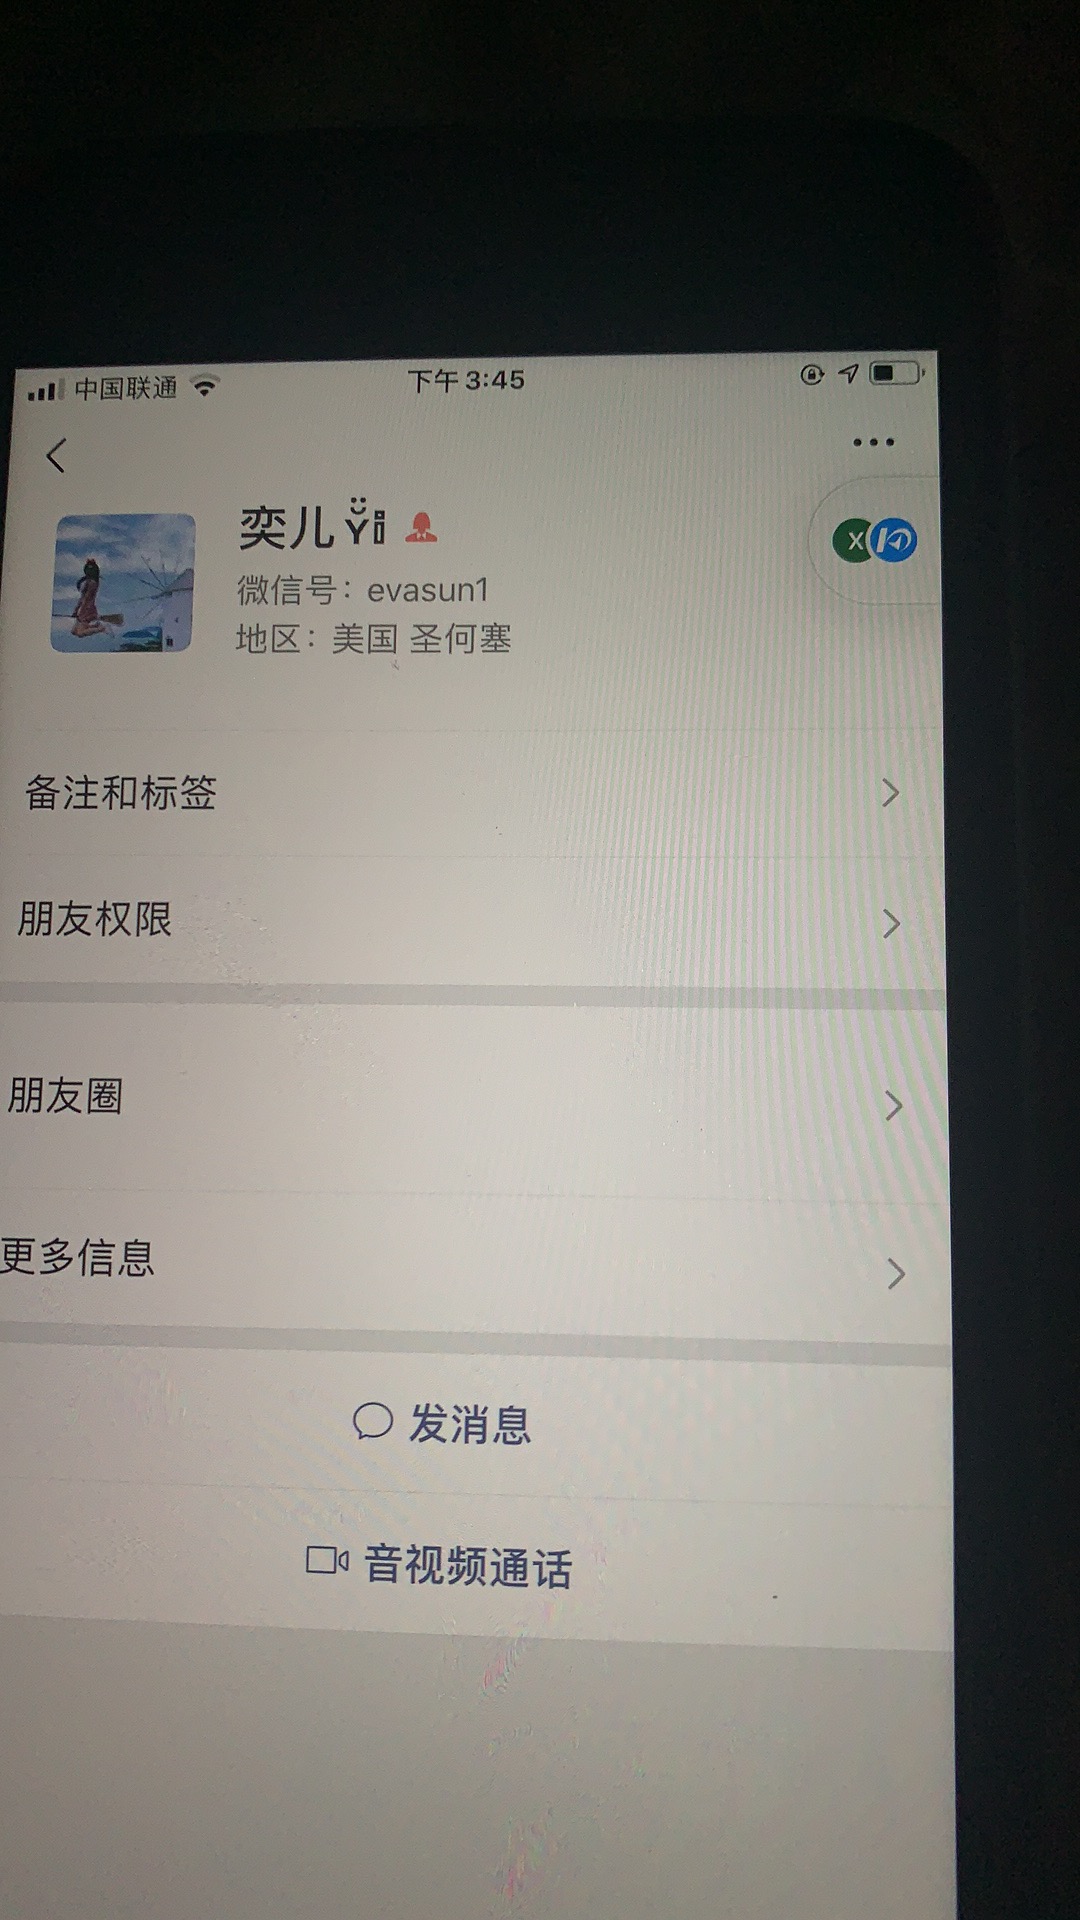 中国联通
下午 3:45
奕儿 Yi
微信号：evasun1
地区：美国 圣何塞
备注和标签
朋友权限
朋友圈
更多信息
发消息
音视频通话